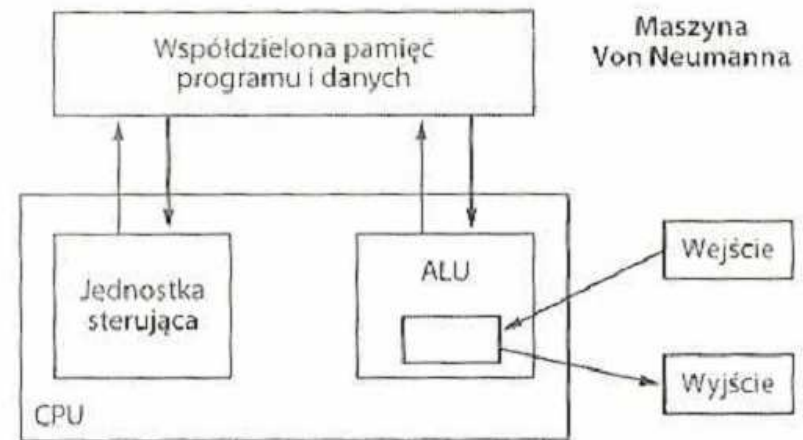 Współdzielona pamięć
programu i danych
Maszyna
Von Neumanna
Jednostka
sterująca
ALU
Wejście
Wyjście
CPU